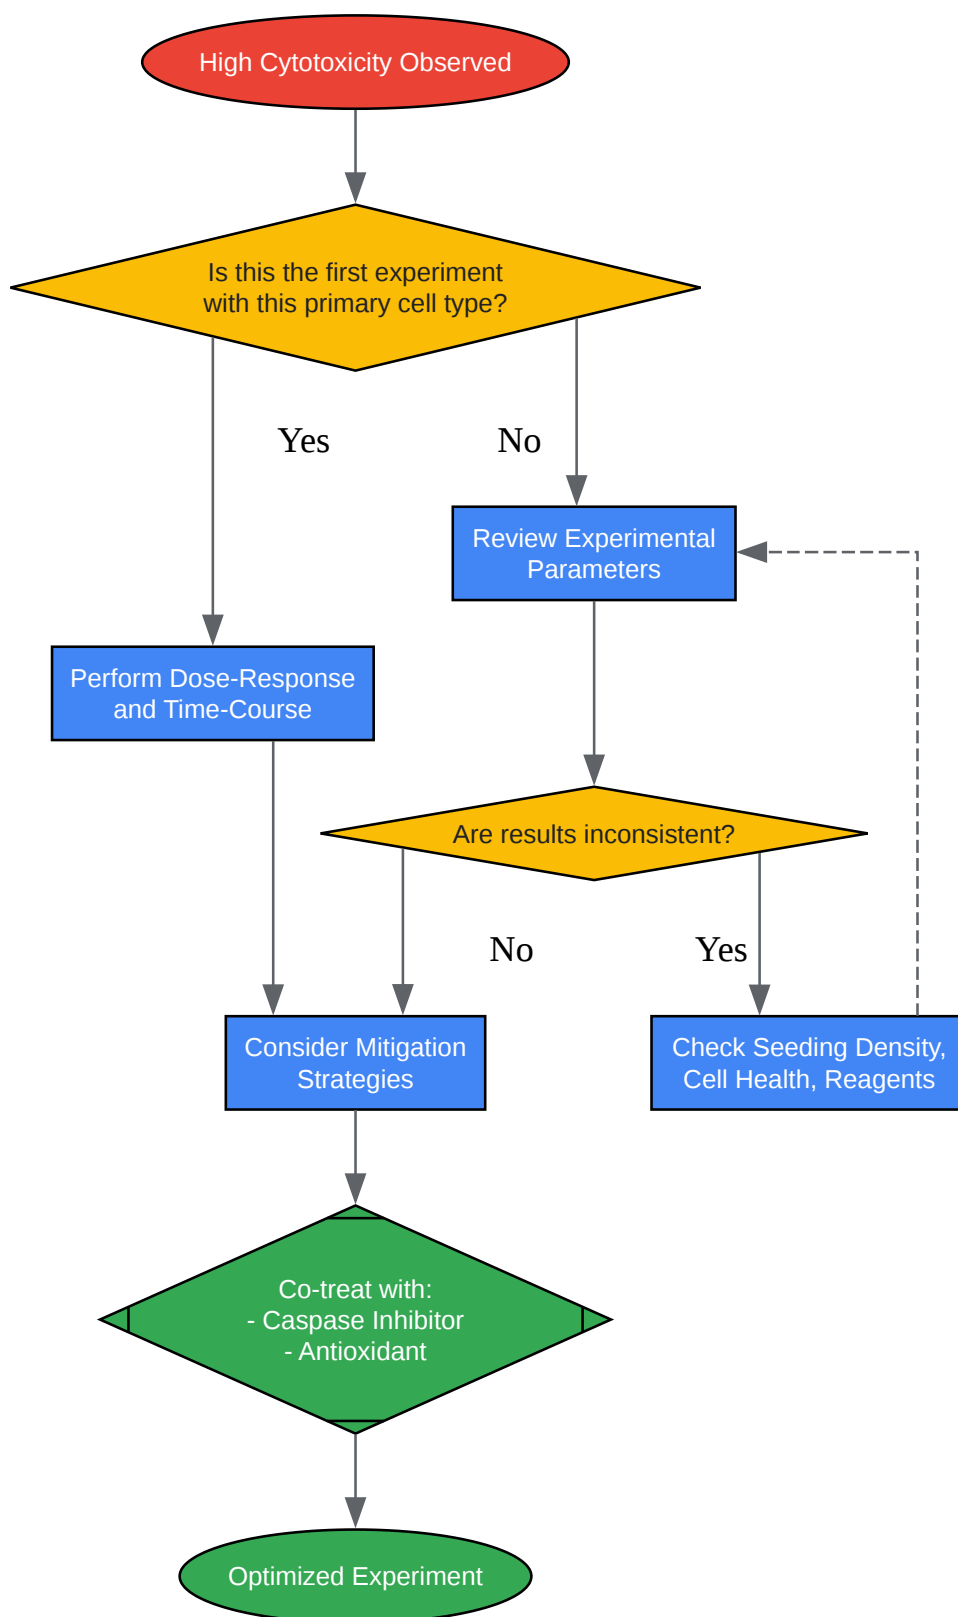 High Cytotoxicity Observed
Is this the first experiment
with this primary cell type?
Yes
No
Review Experimental
Parameters
Perform Dose-Response
and Time-Course
Are results inconsistent?
No
Yes
Consider Mitigation
Strategies
Check Seeding Density,
Cell Health, Reagents
Co-treat with:
- Caspase Inhibitor
- Antioxidant
Optimized Experiment